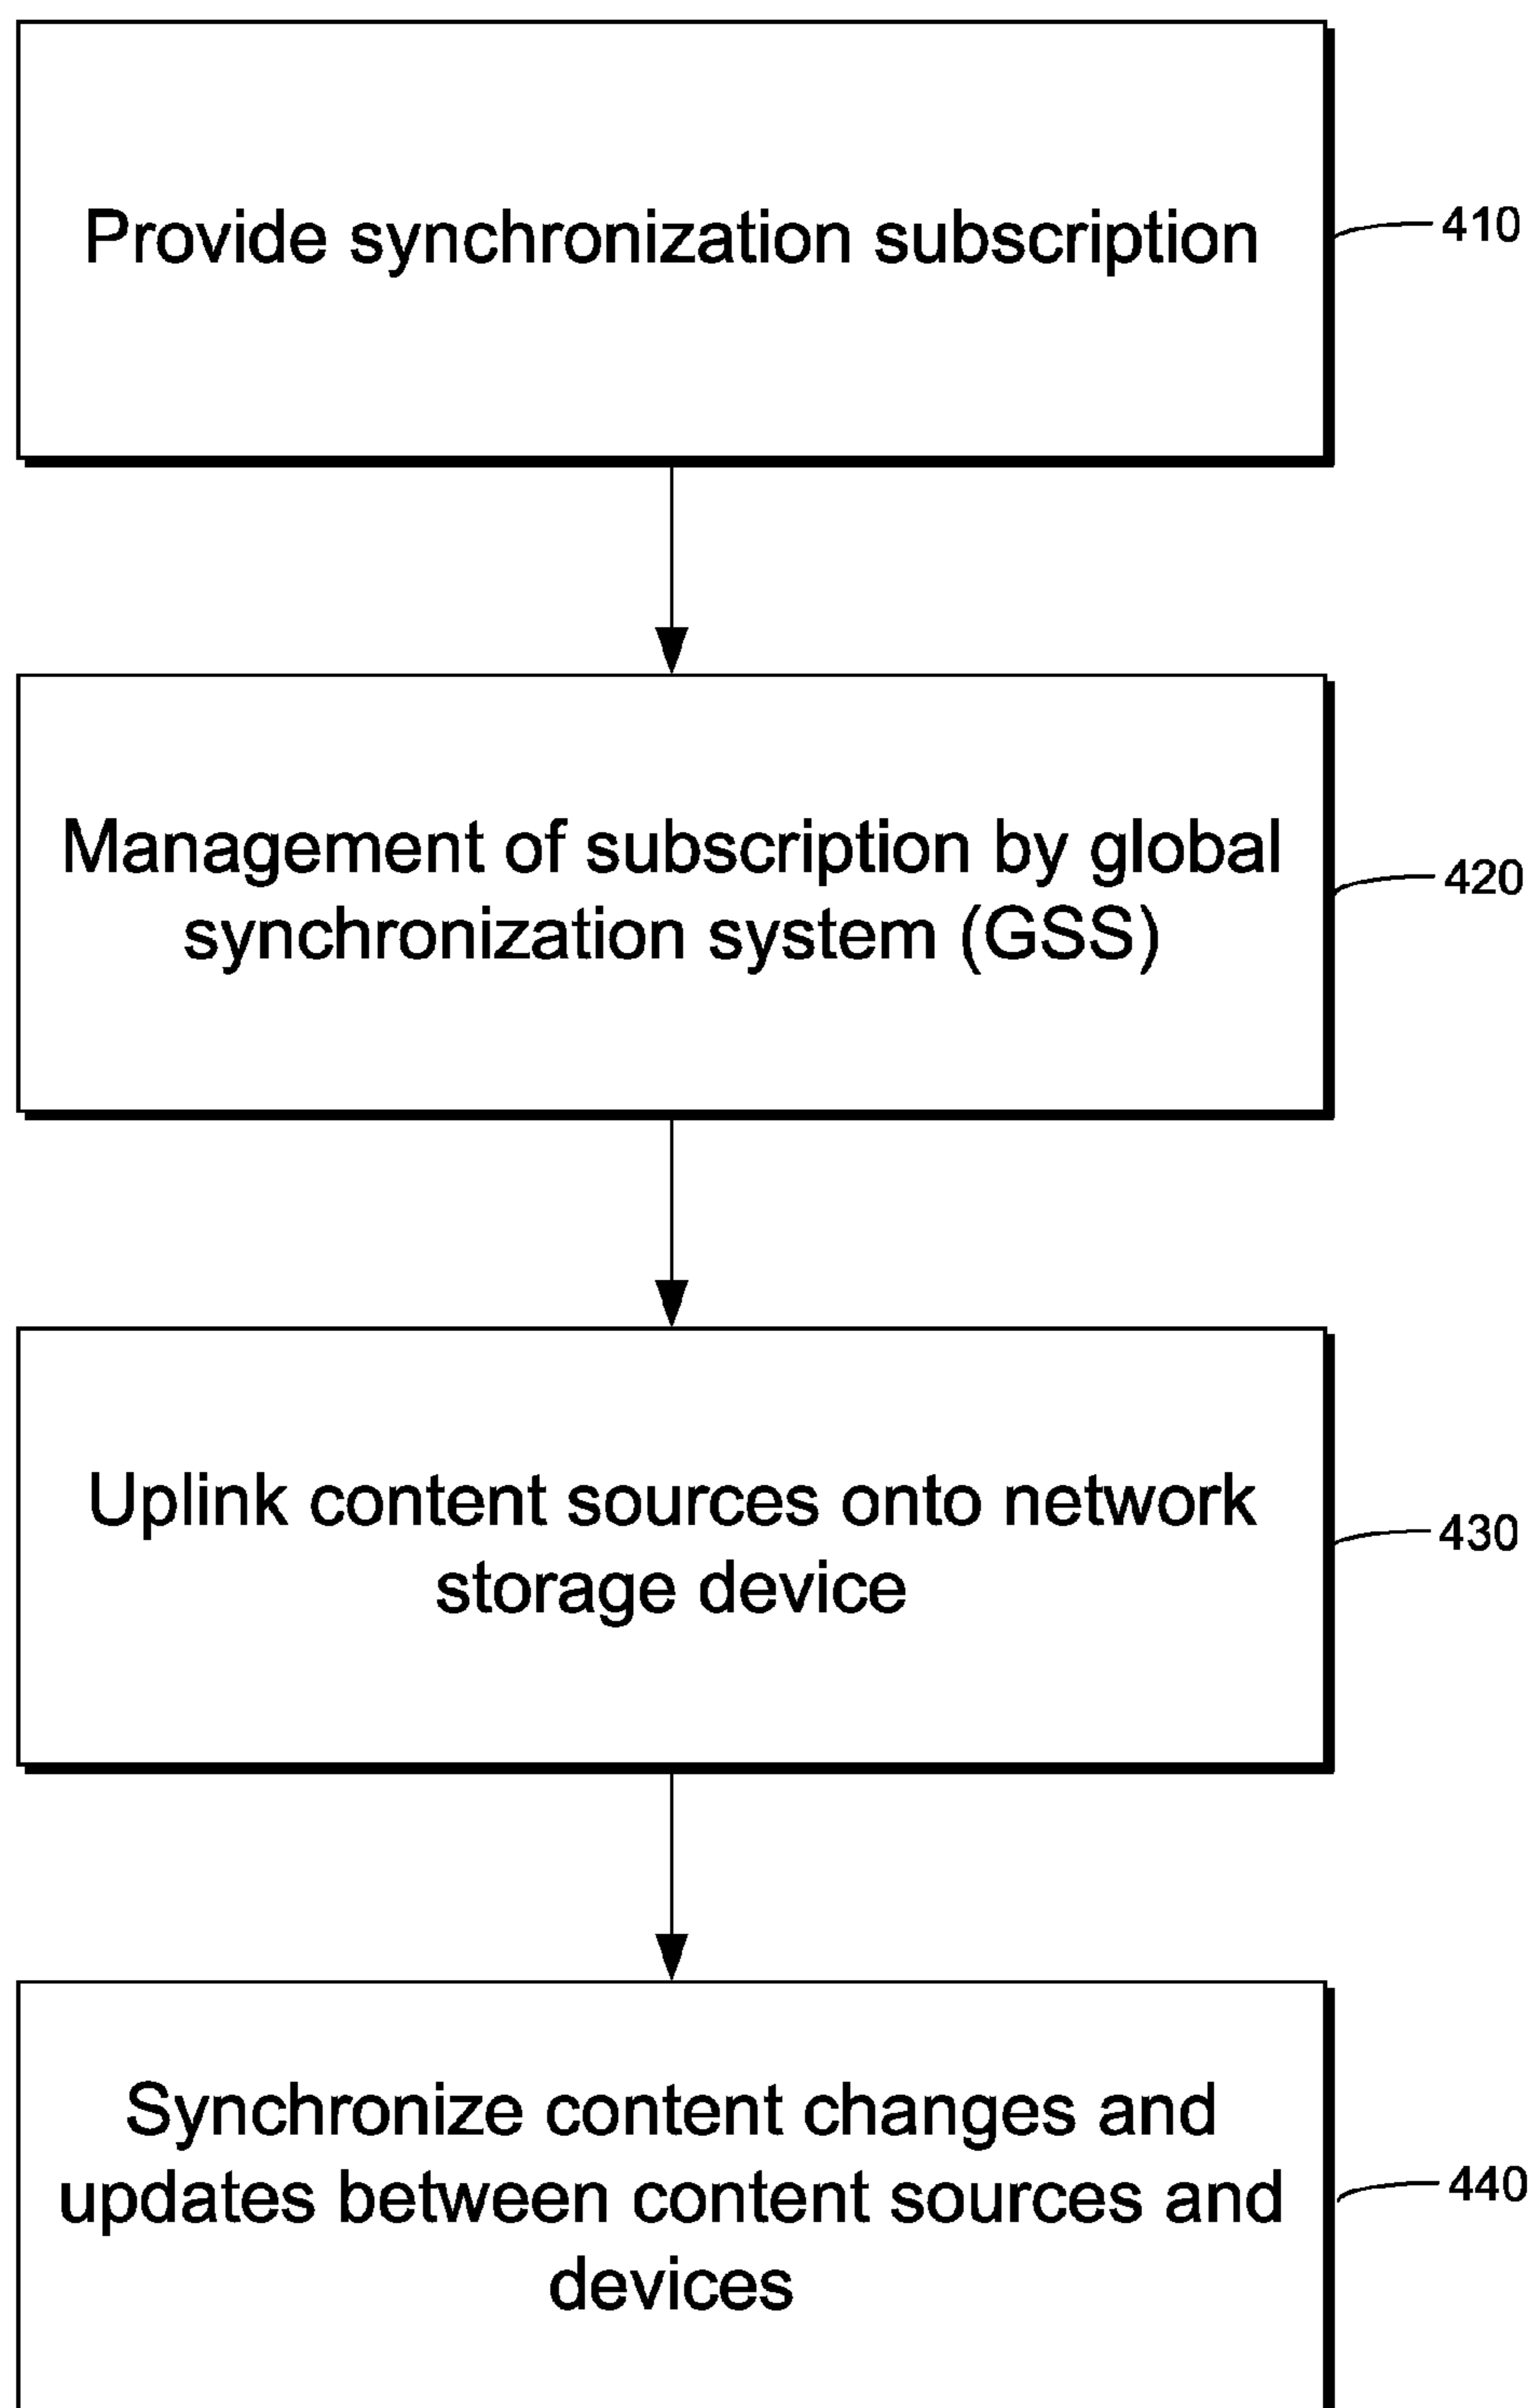 Provide synchronization subscription
410
Management of subscription by global
synchronization system (GSS)
420
Uplink content sources onto network
storage device
430
Synchronize content changes and
updates between content sources and
devices
440